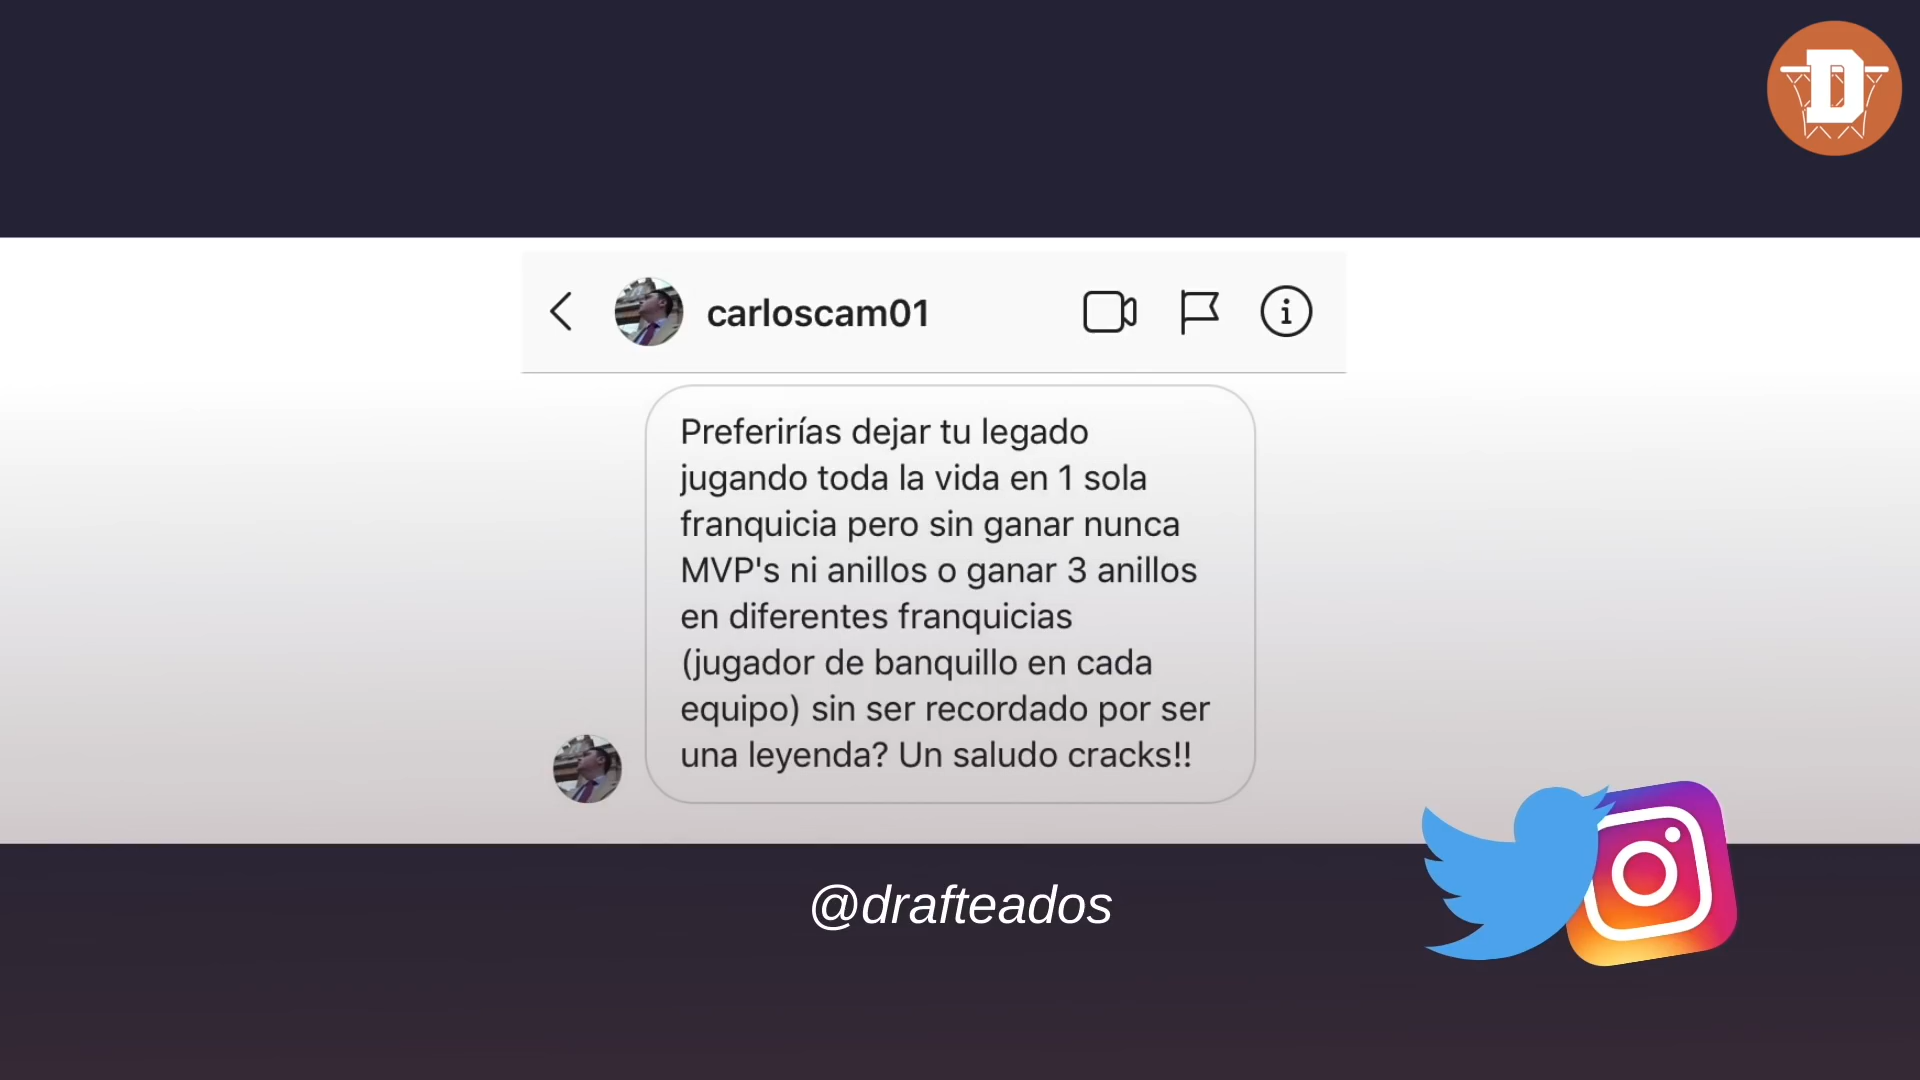 D
carloscam01
Preferirías dejar tu legado
jugando toda la vida en 1 sola
franquicia pero sin ganar nunca
MVP's ni anillos o ganar 3 anillos
en diferentes franquicias
(jugador de banquillo en cada
equipo) sin ser recordado por ser
una leyenda? Un saludo cracks!!
@drafteados